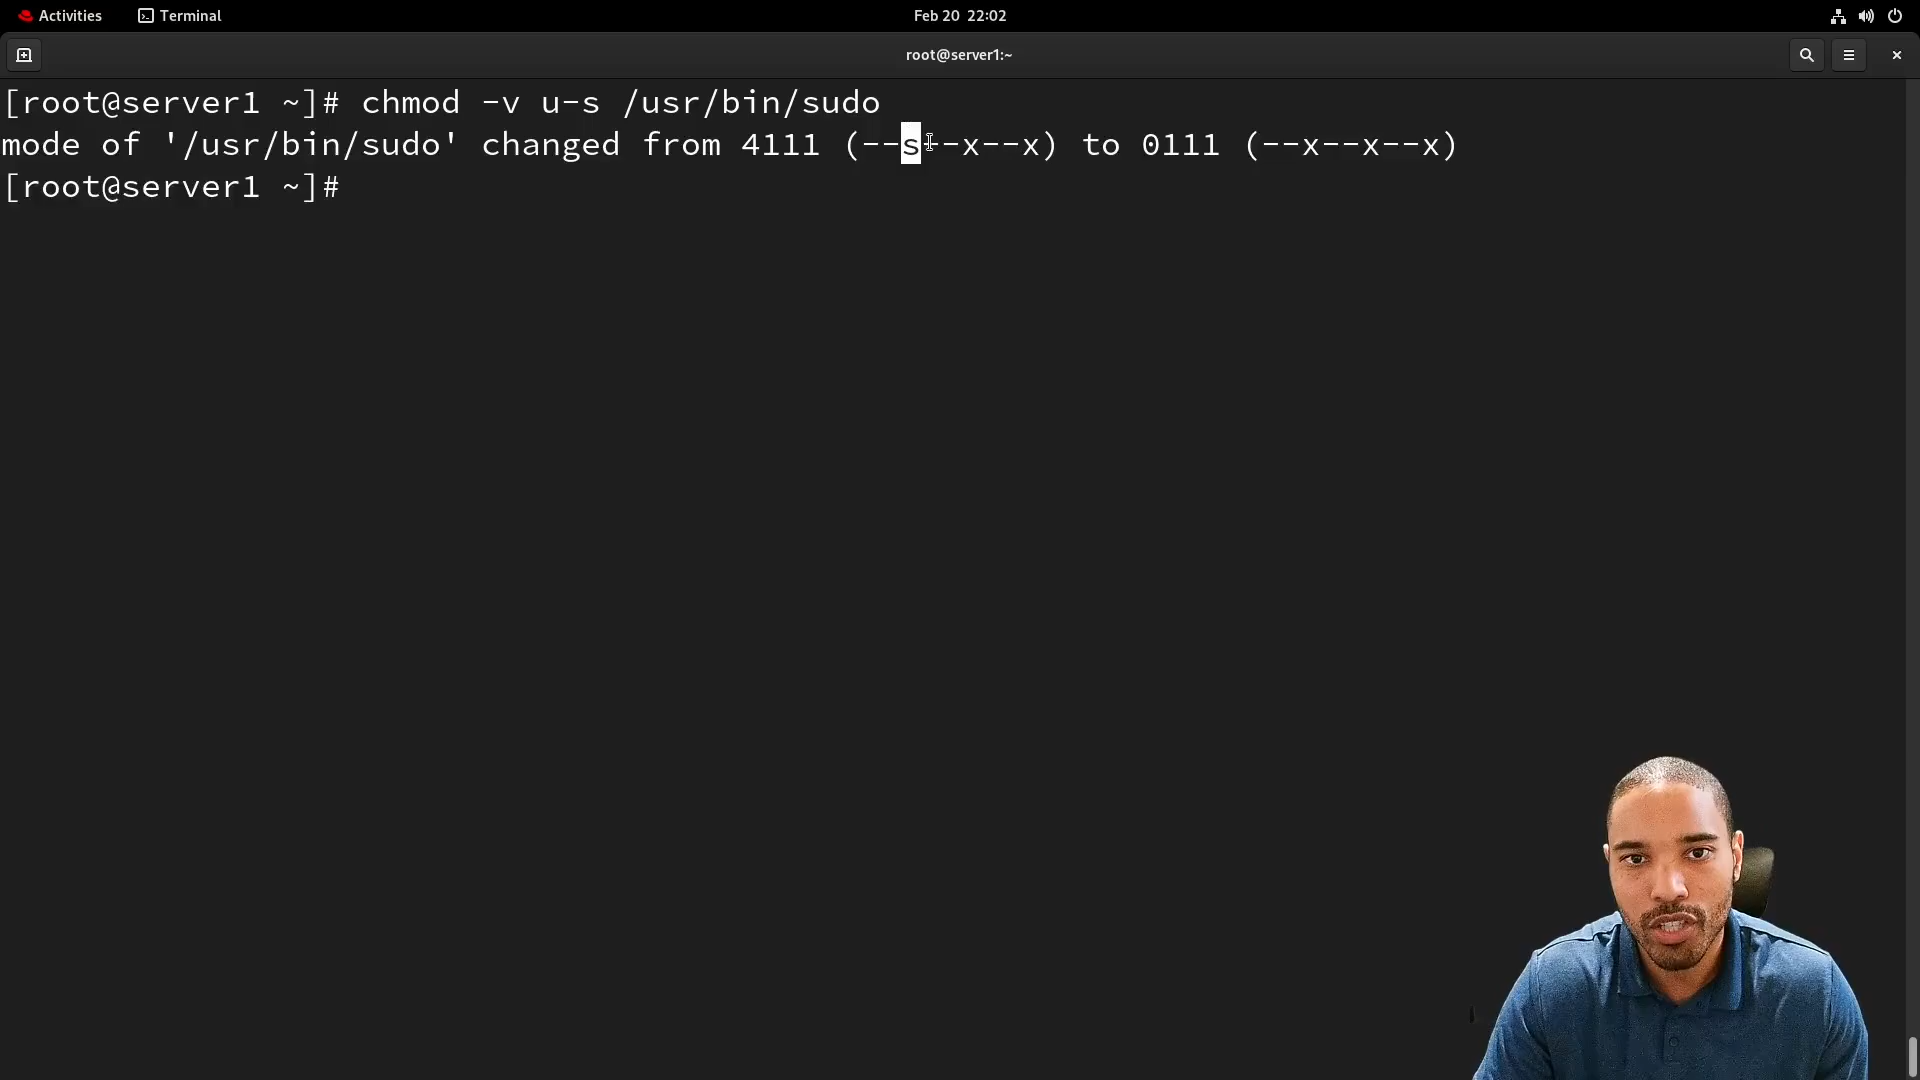 Activities Terminal Feb 20 22:02
root@server1:~
[root@server1 ~]# chmod -v u-s /usr/bin/sudo
mode of '/usr/bin/sudo' changed from 4111 (--s--x--x) to 0111 (--x--x--x)
[root@server1 ~]#